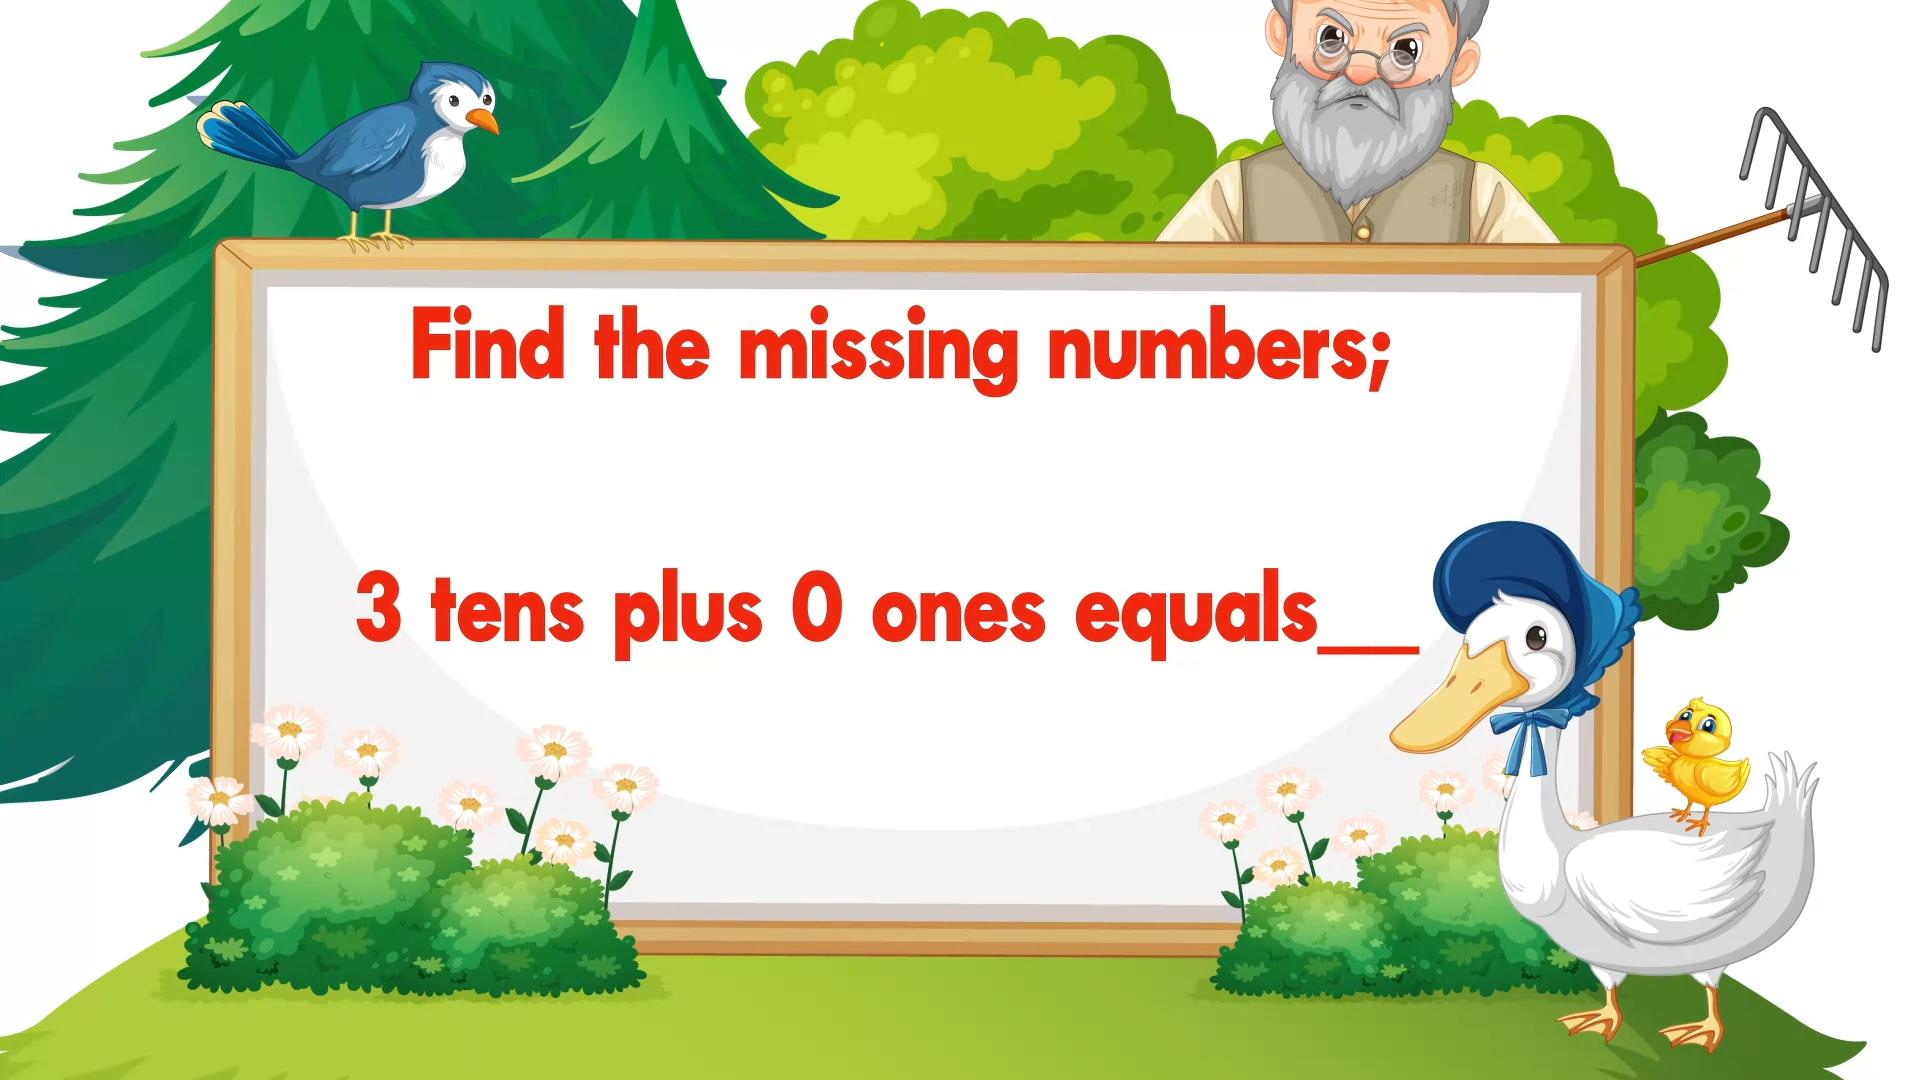 Find the missing numbers;
3 tens plus 0 ones equals__